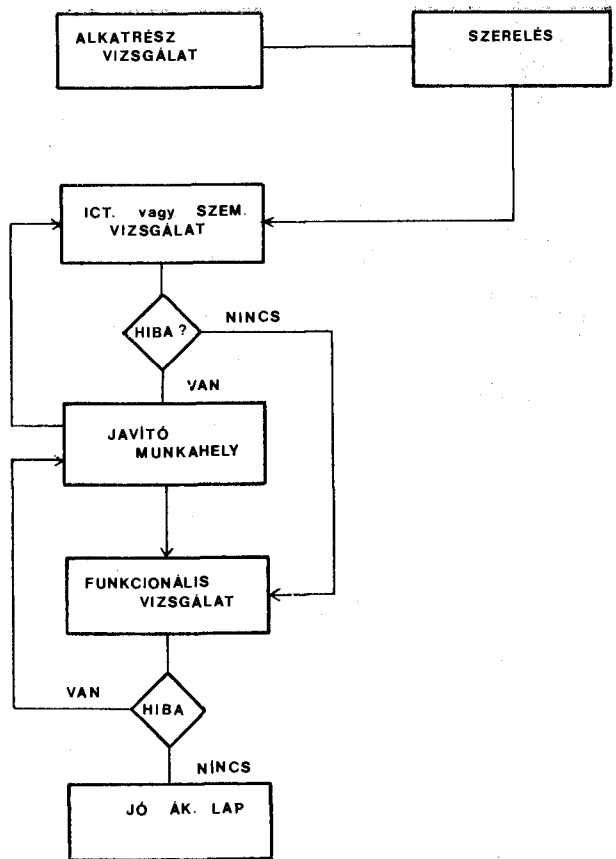 ALKATRÉSZ
VIZSGÁLAT
SZERELÉS
ICT. vagy SZEM.
VIZSGÁLAT
HIBA?
NINCS
VAN
JAVÍTÓ
MUNKAHELY
FUNKCIONÁLIS
VIZSGÁLAT
VAN
HIBA
NINCS
JÓ ÁK. LAP